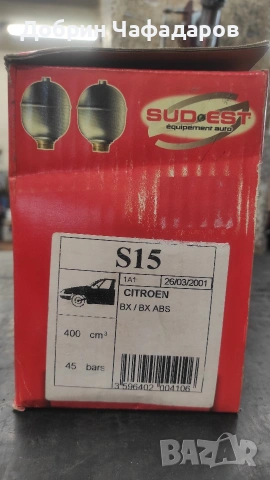 Добрин Чафадаров
SUD EST
équipement auto
S15
1A1 26/03/2001
CITROEN
BX / BX ABS
400 cm³
45 bars
3 596402 004106
BAZAR